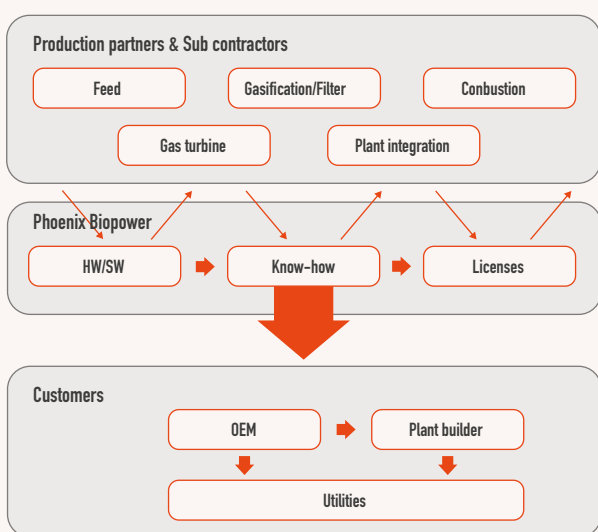 Production partners & Sub contractors
Feed
Gasification/Filter
Conbustion
Gas turbine
Plant integration
Phoenix Biopower
HW/SW
Know-how
Licenses
Customers
OEM
Plant builder
Utilities